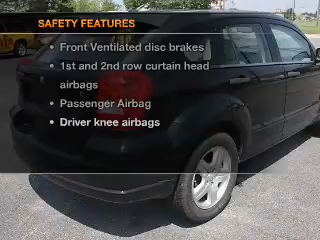 SAFETY FEATURES
• Front Ventilated disc brakes
• 1st and 2nd row curtain head
airbags
• Passenger Airbag
• Driver knee airbags